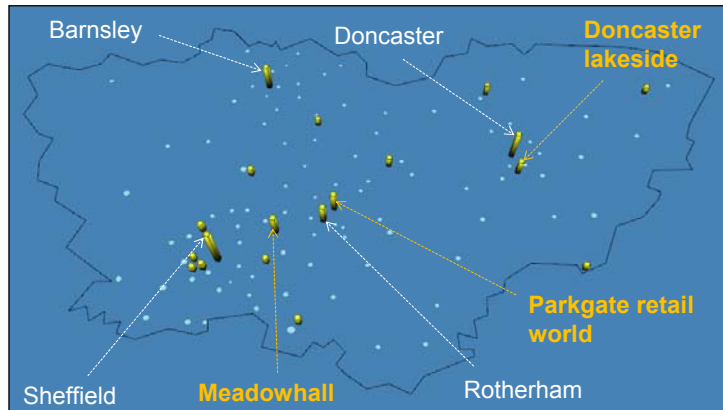 Barnsley
Doncaster
Doncaster
lakeside
Parkgate retail
world
Sheffield
Meadowhall
Rotherham